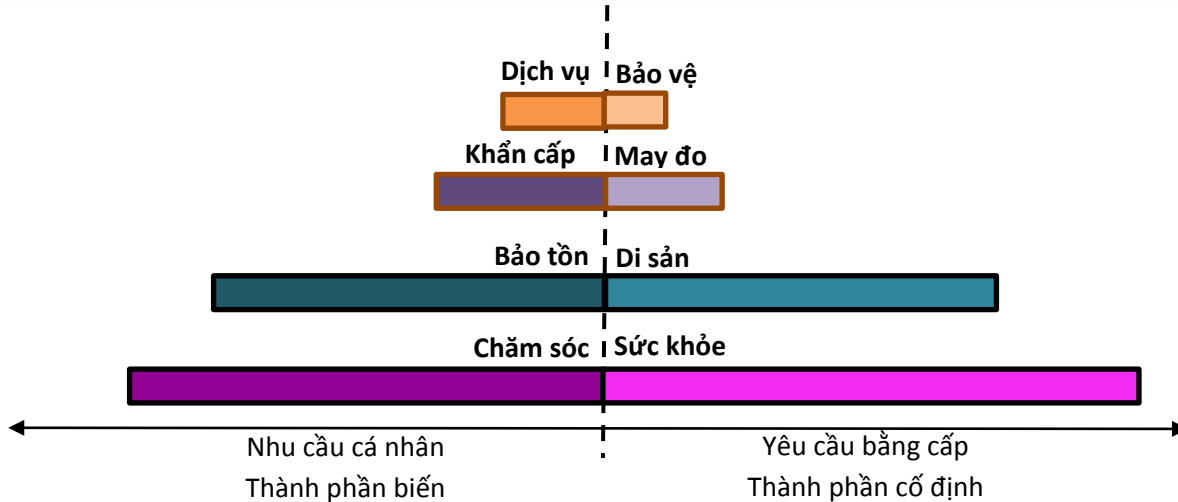 Dịch vụ Bảo vệ
Khẩn cấp May đo
Bảo tồn Di sản
Chăm sóc Sức khỏe
Nhu cầu cá nhân Yêu cầu bằng cấp
Thành phần biến Thành phần cố định